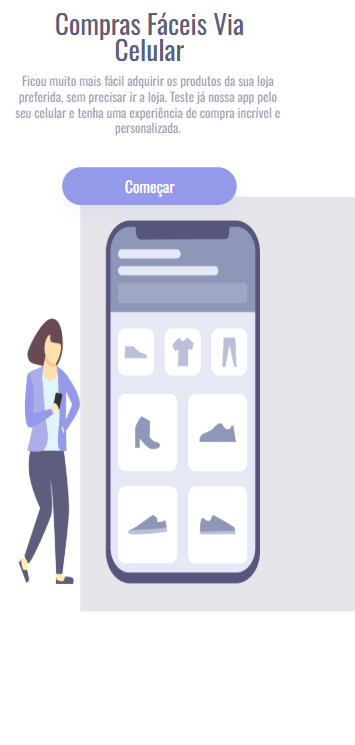 Compras Fáceis Via
Celular
Ficou muito mais fácil adquirir os produtos da sua loja
preferida, sem precisar ir a loja. Teste já nossa app pelo
seu celular e tenha uma experiência de compra incrível e
personalizada.
Começar